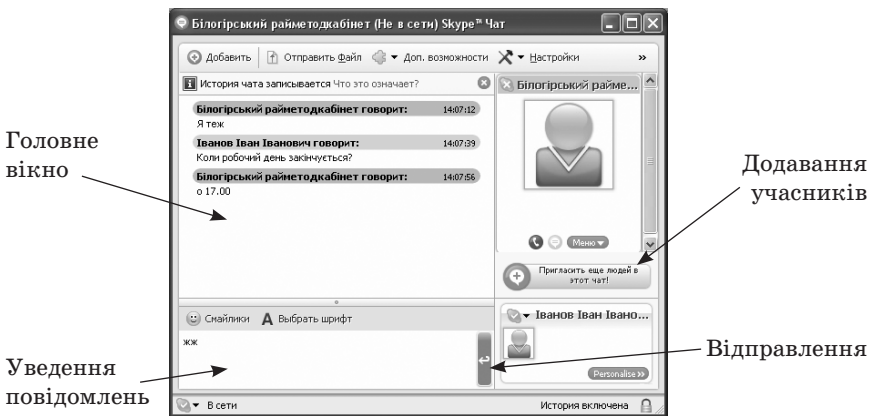 Білогірський райметодкабінет (Не в сети) Skype™ Чат
Добавить Отправить Файл Доп. возможности Настройки »
История чата записывается Что это означает?
Білогірський райме...
Білогірський райметодкабінет говорит: 14:07:12
Я теж
Іванов Іван Іванович говорит: 14:07:39
Коли робочий день закінчується?
Білогірський райметодкабінет говорит: 14:07:56
о 17.00
Головне
вікно
Додавання
учасників
Меню
Пригласить еще людей в
этот чат!
Смайлики A Выбрать шрифт
Іванов Іван Івано...
жж
Відправлення
Уведення
повідомлень
Personalise »
В сети
История включена